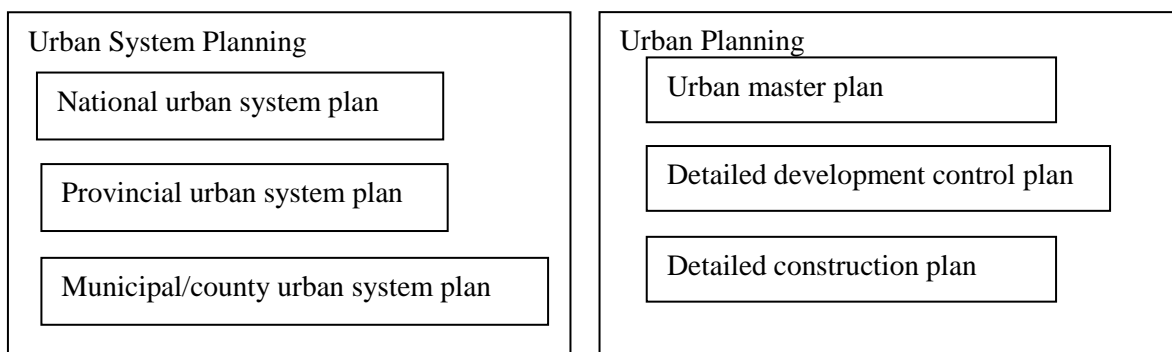 Urban System Planning
National urban system plan
Provincial urban system plan
Municipal/county urban system plan
Urban Planning
Urban master plan
Detailed development control plan
Detailed construction plan